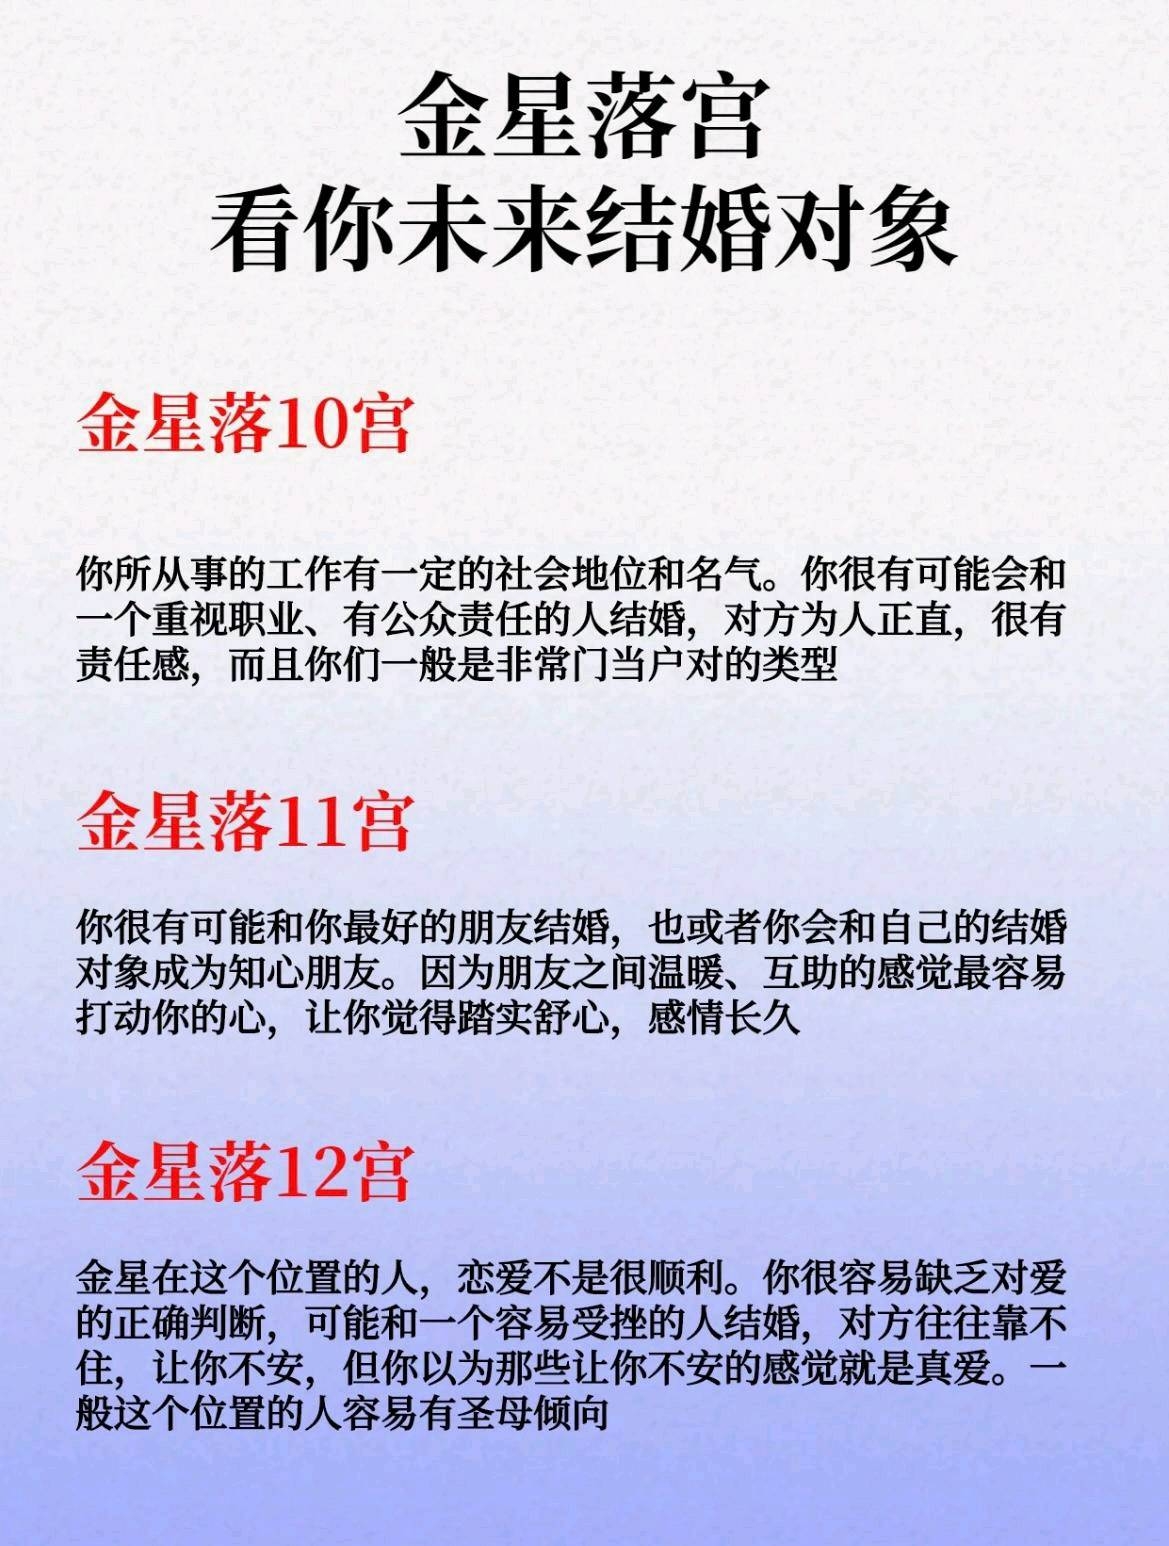 金星落宫
看你未来结婚对象
金星落10宫
你所从事的工作有一定的社会地位和名气。你很有可能会和
一个重视职业、有公众责任的人结婚，对方为人正直，很有
责任感，而且你们一般是非常门当户对的类型
金星落11宫
你很有可能和你最好的朋友结婚，也或者你会和自己的结婚
对象成为知心朋友。因为朋友之间温暖、互助的感觉最容易
打动你的心，让你觉得踏实舒心，感情长久
金星落12宫
金星在这个位置的人，恋爱不是很顺利。你很容易缺乏对爱
的正确判断，可能和一个容易受挫的人结婚，对方往往靠不
住，让你不安，但你以为那些让你不安的感觉就是真爱。一
般这个位置的人容易有圣母倾向